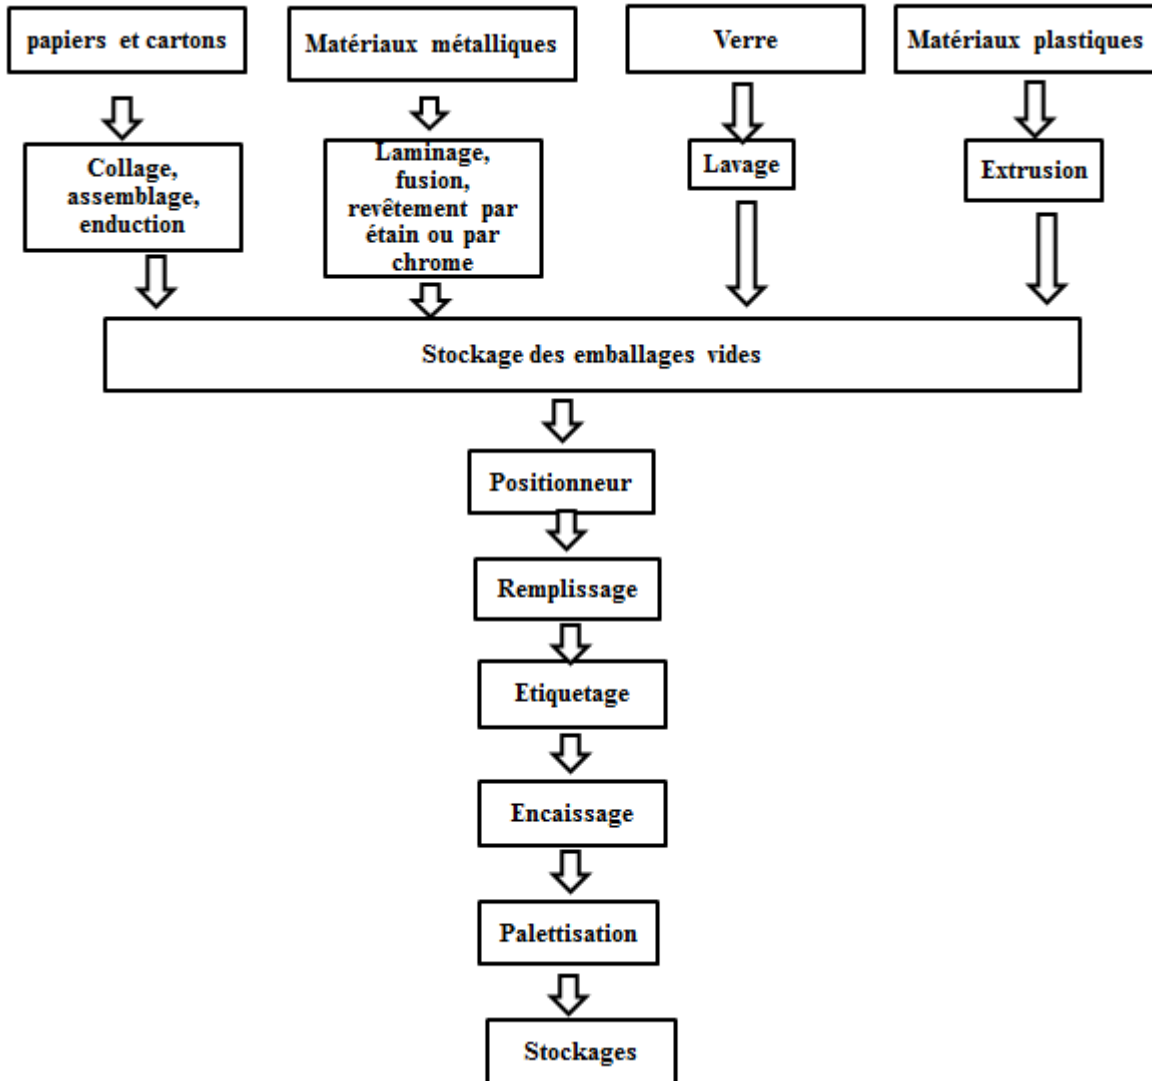 papiers et cartons
Matériaux métalliques
Verre
Matériaux plastiques
Collage,
assemblage,
enduction
Laminage,
fusion,
revêtement par
étain ou par
chrome
Lavage
Extrusion
Stockage des emballages vides
Positionneur
Remplissage
Etiquetage
Encaissage
Palettisation
Stockages